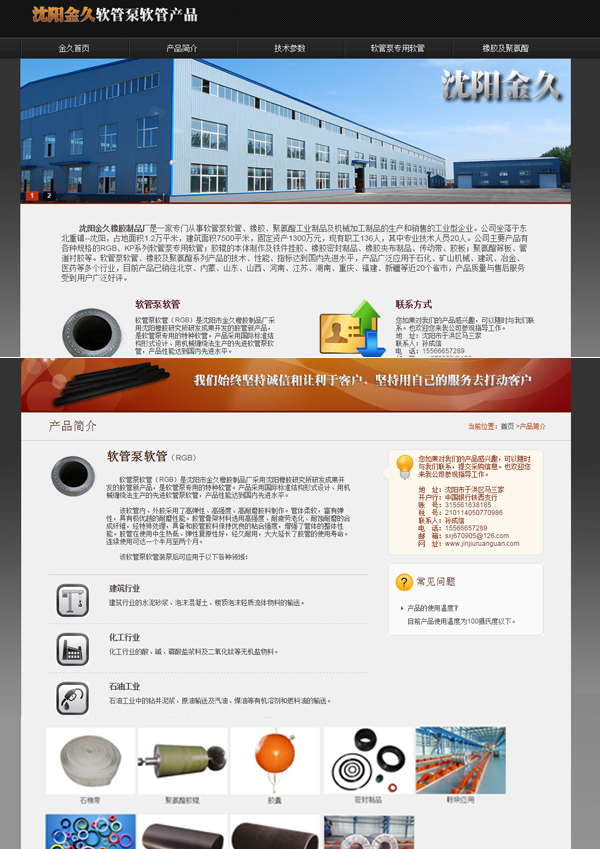 沈阳金久软管泵软管产品
金久首页
产品简介
技术参数
软管泵专用软管
橡胶及聚氨酯
沈阳金久
1 2
沈阳金久橡胶制品厂是一家专门从事软管泵软管、橡胶、聚氨酯工业制品及机械加工制品的生产和销售的工业型企业。公司坐落于东
北重镇--沈阳，占地面积1.2万平米，建筑面积7500平米，固定资产1300万元，现有职工136人，其中专业技术人员20人。公司主要产品有
各种规格的RGB、KP系列软管泵专用软管；胶辊的本体制作及铁件挂胶、橡胶密封制品、橡胶夹布制品、传动带、胶板；聚氨酯筛板、管
道衬胶等。软管泵软管、橡胶及聚氨酯系列产品的技术、性能、指标达到国内先进水平，产品广泛应用于石化、矿山机械、建筑、冶金、
医药等多个行业，目前产品已销往北京、内蒙、山东、山西、河南、江苏、湖南、重庆、福建、新疆等近20个省市，产品质量与售后服务
受到用户广泛好评。
软管泵软管
软管泵软管（RGB）是沈阳市金久橡胶制品厂采
用沈阳橡胶研究所研发成果开发的胶管新产品，
是软管泵专用的特种软管。产品采用国际标准结
构形式设计、用机械缠绕法生产的先进软管泵软
管，产品性能达到国内先进水平。
联系方式
您如果对我们的产品感兴趣，可以随时与我们联
系。也欢迎您来我公司参观指导工作。
地　址：沈阳市于洪区马三家
联系人：孙成信
电　话：15566657289
我们始终坚持诚信和让利于客户，坚持用自己的服务去打动客户
产品简介
当前位置：首页 >产品简介
软管泵软管（RGB）
软管泵软管（RGB）是沈阳市金久橡胶制品厂采用沈阳橡胶研究所研发成果开
发的胶管新产品，是软管泵专用的特种软管。产品采用国际标准结构形式设计、用机
械缠绕法生产的先进软管泵软管，产品性能达到国内先进水平。
该软管内、外胶采用了高弹性、高强度、高耐磨胶料制作。管体柔软，富有弹
性，具有极优越的耐磨性能。胶管骨架材料选用高强度、耐疲劳老化、耐蚀耐磨的合
成纤维，经特殊处理，具备和胶管胶料保持优良的粘合强度，增强了管体的整体性
能。胶管在使用中生热低、弹性复原性好，经久耐用，大大延长了胶管的使用寿命。
连续使用可达一个半月至两个月。
该软管泵软管装泵后可应用于以下各种领域：
建筑行业
建筑行业的水泥砂浆、泡沫混凝土、树顶泡沫轻质流体物料的输送。
化工行业
化工行业的酸、碱、磷酸盐浆料及二氧化钛等无机盐物料。
石油工业
石油工业中的钻井泥浆、原油输送及汽油、煤油等有机溶剂和燃料油的输送。
您如果对我们的产品感兴趣，可以随时
与我们联系，提交采购信息。也欢迎您
来我公司参观指导工作。
地　址：沈阳市于洪区马三家
开户行：中国银行铁西支行
账　号：315561638185
税　号：210114050770986
联系人：孙成信
电　话：15566657289
邮　箱：sxj670905@126.com
网　址：www.jinjiuruanguan.com
常见问题
产品的使用温度?
目前产品使用温度为100摄氏度以下。
石棉带
聚氨酯胶辊
胶囊
密封制品